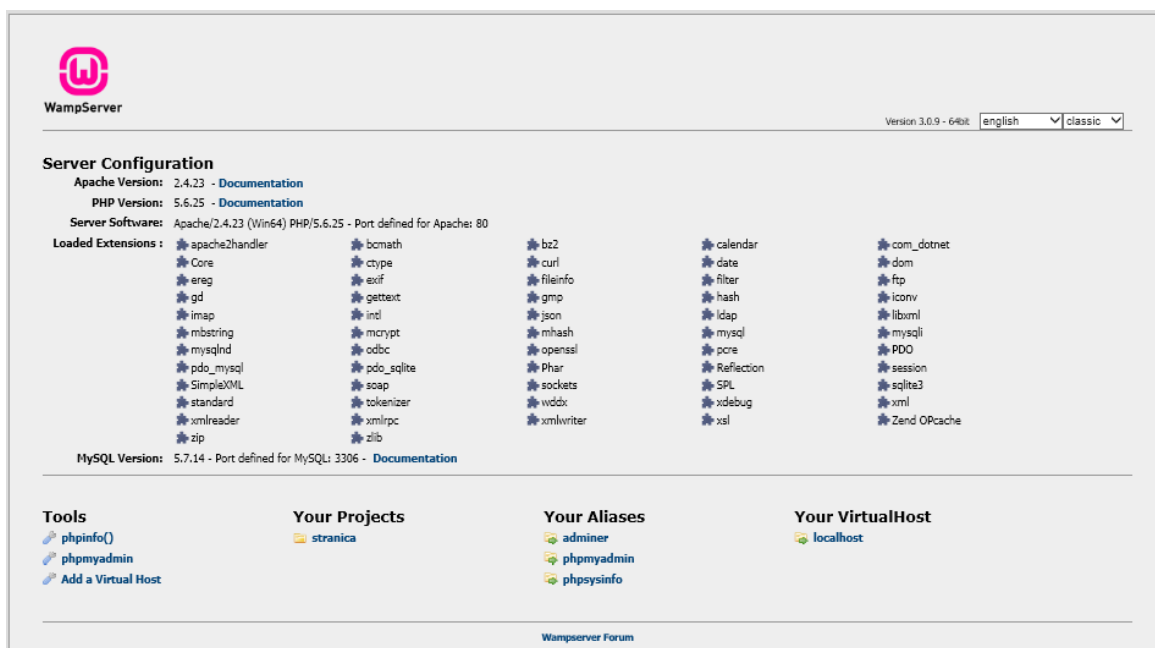 WampServer
Version 3.0.9 - 64bit english classic
Server Configuration
Apache Version: 2.4.23 - Documentation
PHP Version: 5.6.25 - Documentation
Server Software: Apache/2.4.23 (Win64) PHP/5.6.25 - Port defined for Apache: 80
Loaded Extensions : apache2handler bcmath bz2 calendar com_dotnet
Core ctype curl date dom
ereg exif fileinfo filter ftp
gd gettext gmp hash iconv
imap intl json ldap libxml
mbstring mcrypt mhash mysql mysqli
mysqlnd odbc openssl pcre PDO
pdo_mysql pdo_sqlite Phar Reflection session
SimpleXML soap sockets SPL sqlite3
standard tokenizer wddx xdebug xml
xmlreader xmlrpc xmlwriter xsl Zend OPcache
zip zlib
MySQL Version: 5.7.14 - Port defined for MySQL: 3306 - Documentation
Tools Your Projects Your Aliases Your VirtualHost
phpinfo() stranica adminer localhost
phpmyadmin phpmyadmin
Add a Virtual Host phpsysinfo
Wampserver Forum